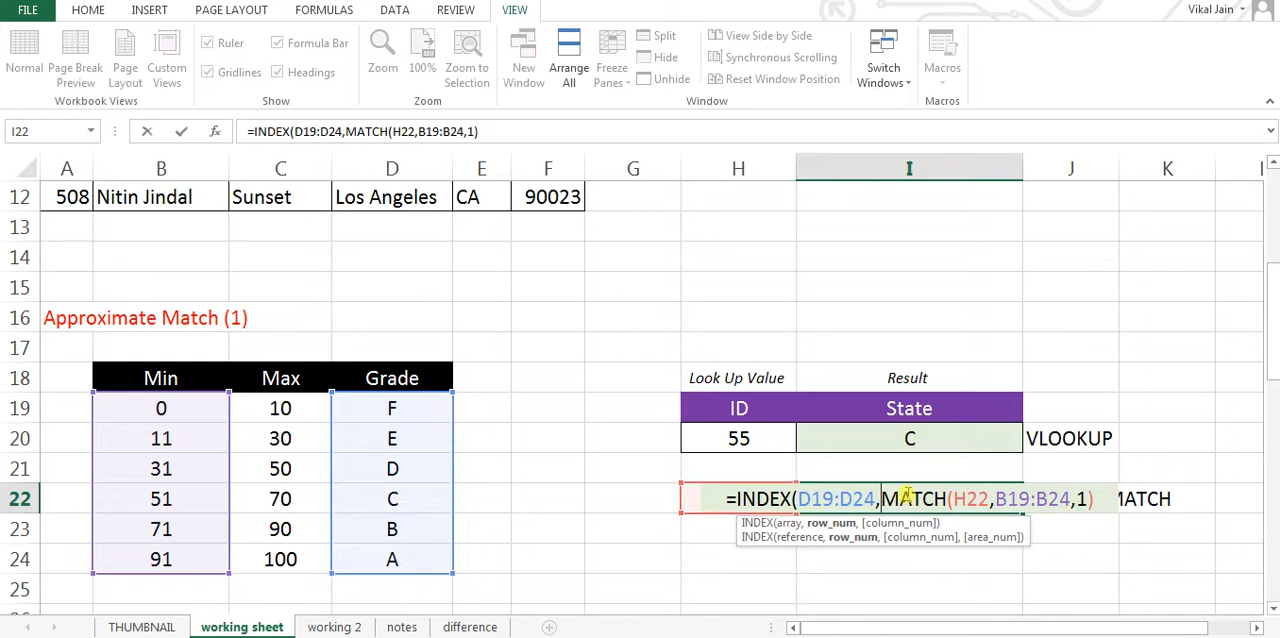 FILE HOME INSERT PAGE LAYOUT FORMULAS DATA REVIEW VIEW Vikal Jain
Normal Page Break Preview Page Layout Custom Views
Workbook Views
Ruler Formula Bar
Gridlines Headings
Show
Zoom 100% Zoom to Selection
Zoom
New Window Arrange All Freeze Panes
Split
Hide
Unhide
View Side by Side
Synchronous Scrolling
Reset Window Position
Window
Switch Windows
Macros
Macros
I22 fx =INDEX(D19:D24,MATCH(H22,B19:B24,1)
A B C D E F G H I J K
12 508 Nitin Jindal Sunset Los Angeles CA 90023
13
14
15
16 Approximate Match (1)
17
18 Min Max Grade Look Up Value Result
19 0 10 F ID State
20 11 30 E 55 C VLOOKUP
21 31 50 D
22 51 70 C =INDEX(D19:D24,MATCH(H22,B19:B24,1) MATCH
23 71 90 B INDEX(array, row_num, [column_num])
INDEX(reference, row_num, [column_num], [area_num])
24 91 100 A
25
THUMBNAIL working sheet working 2 notes difference